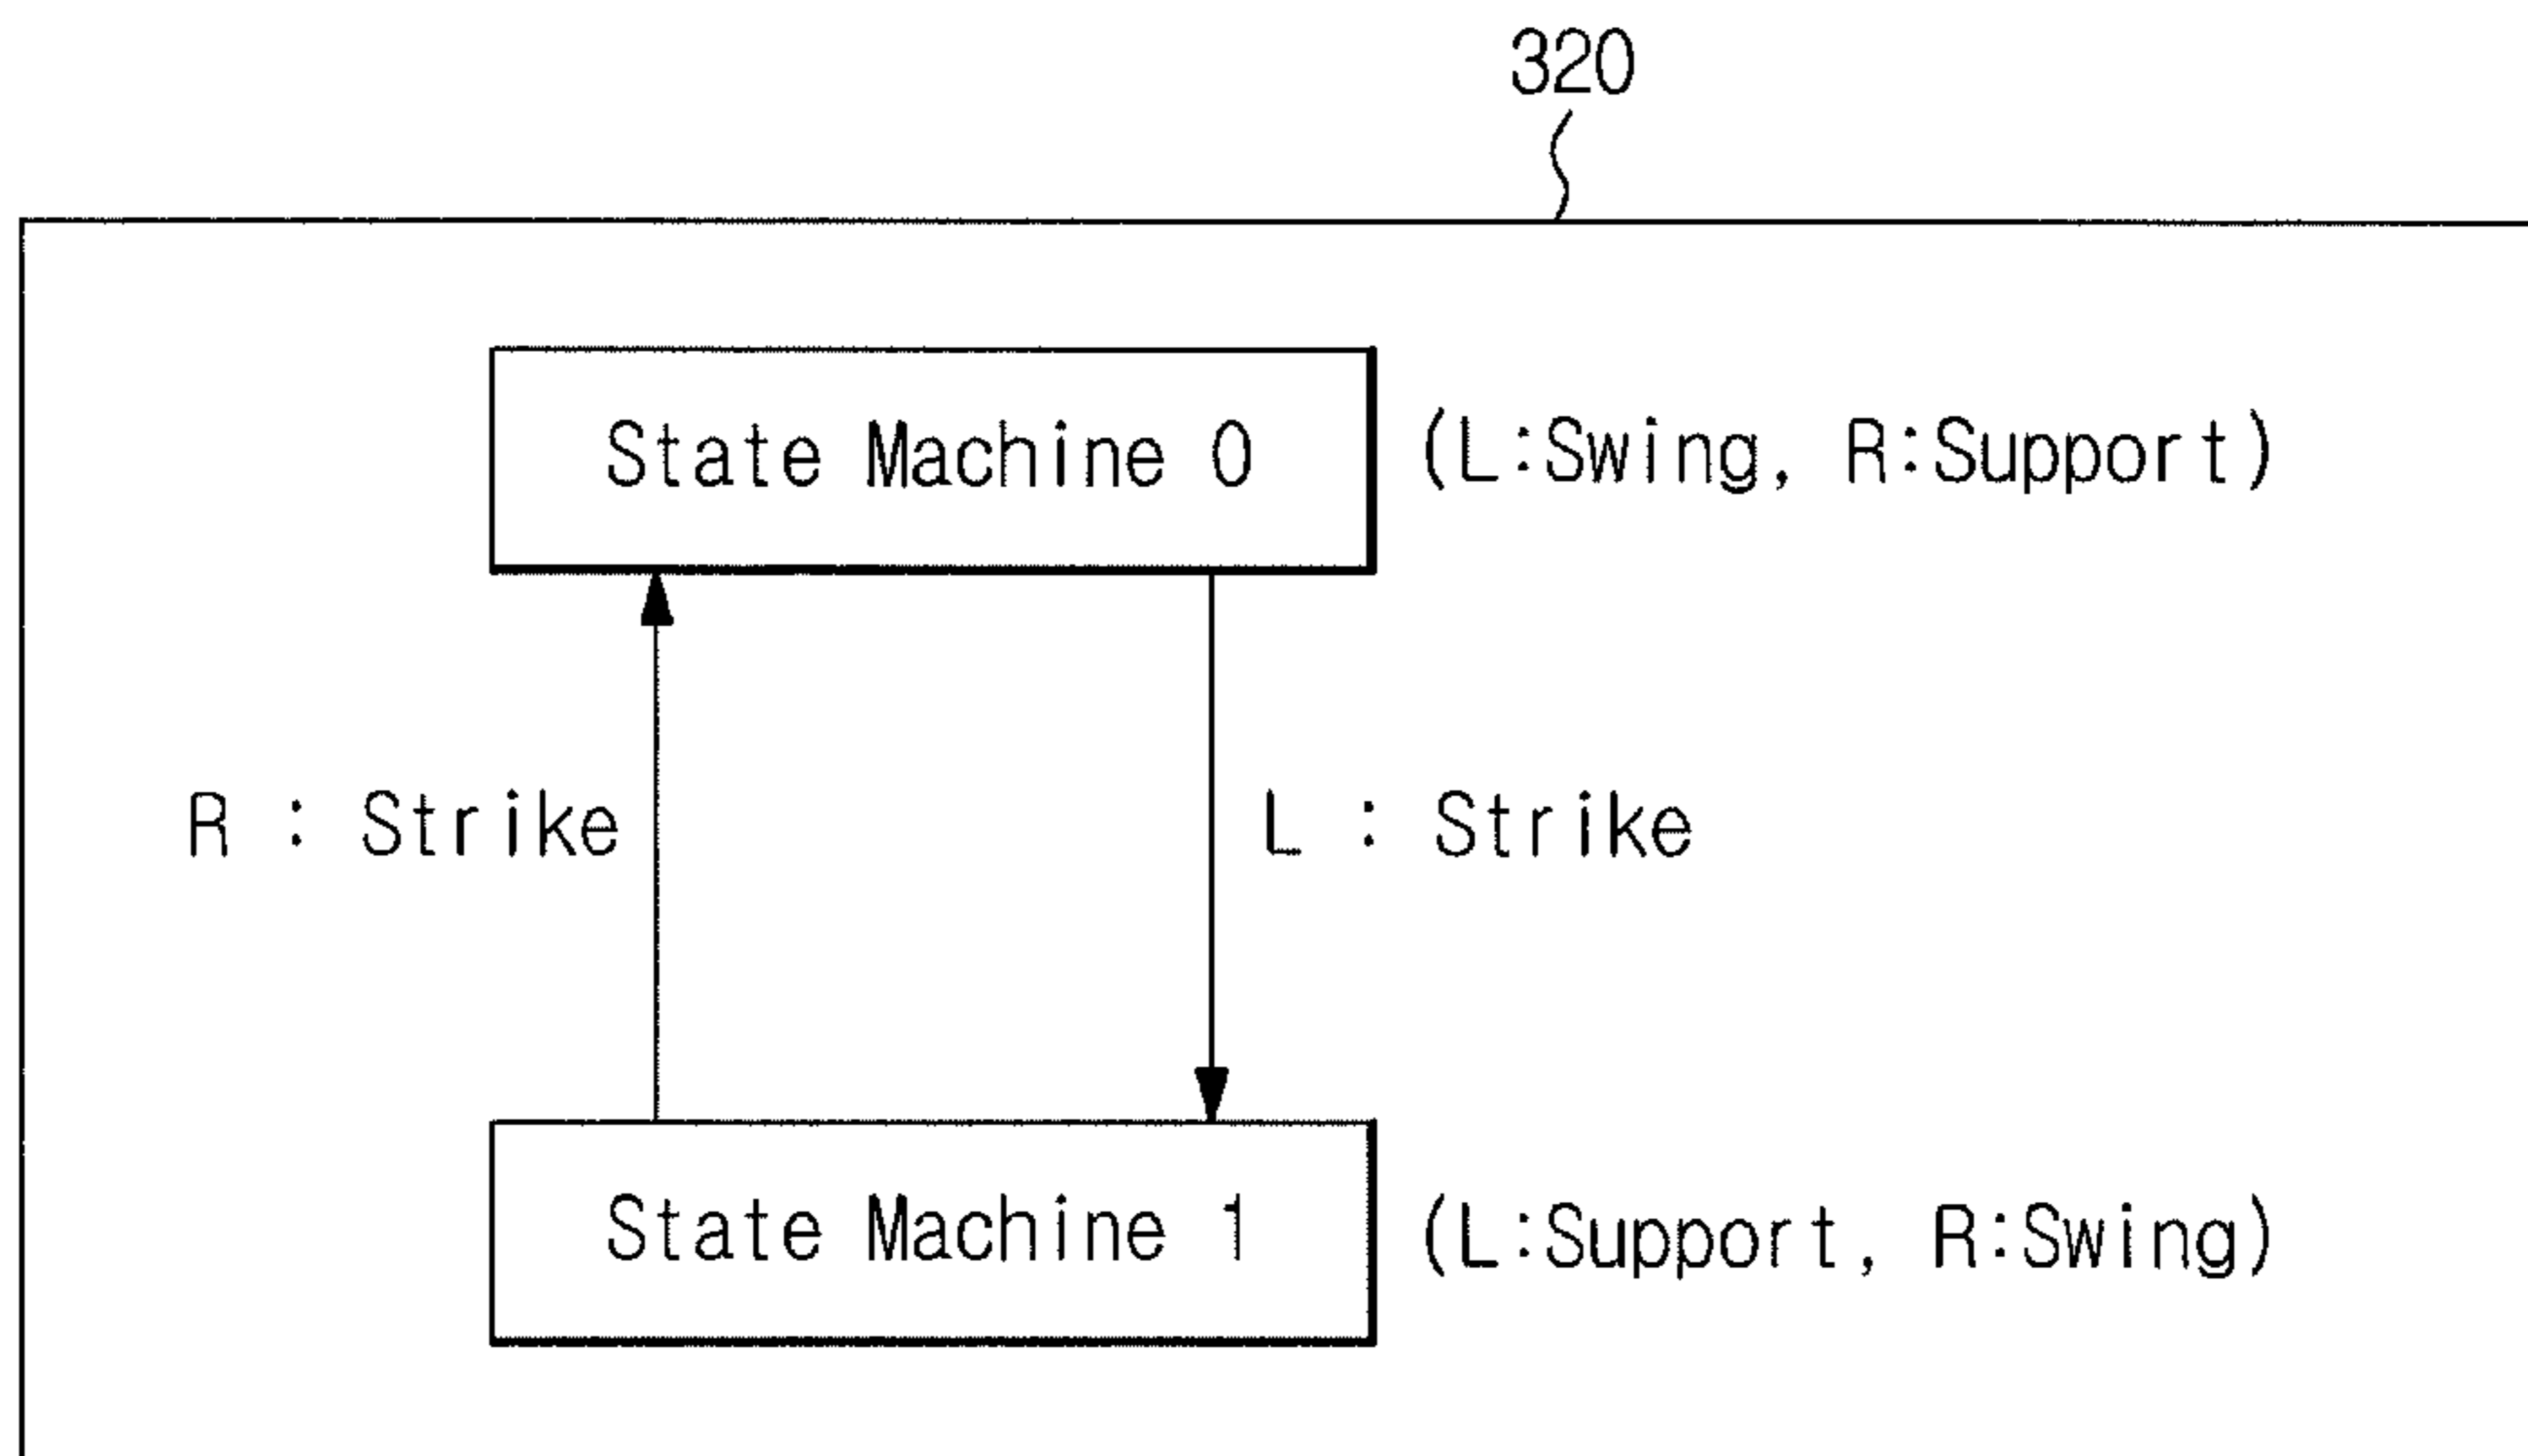 320
State Machine 0 (L:Swing, R:Support)
R : Strike L : Strike
State Machine 1 (L:Support, R:Swing)